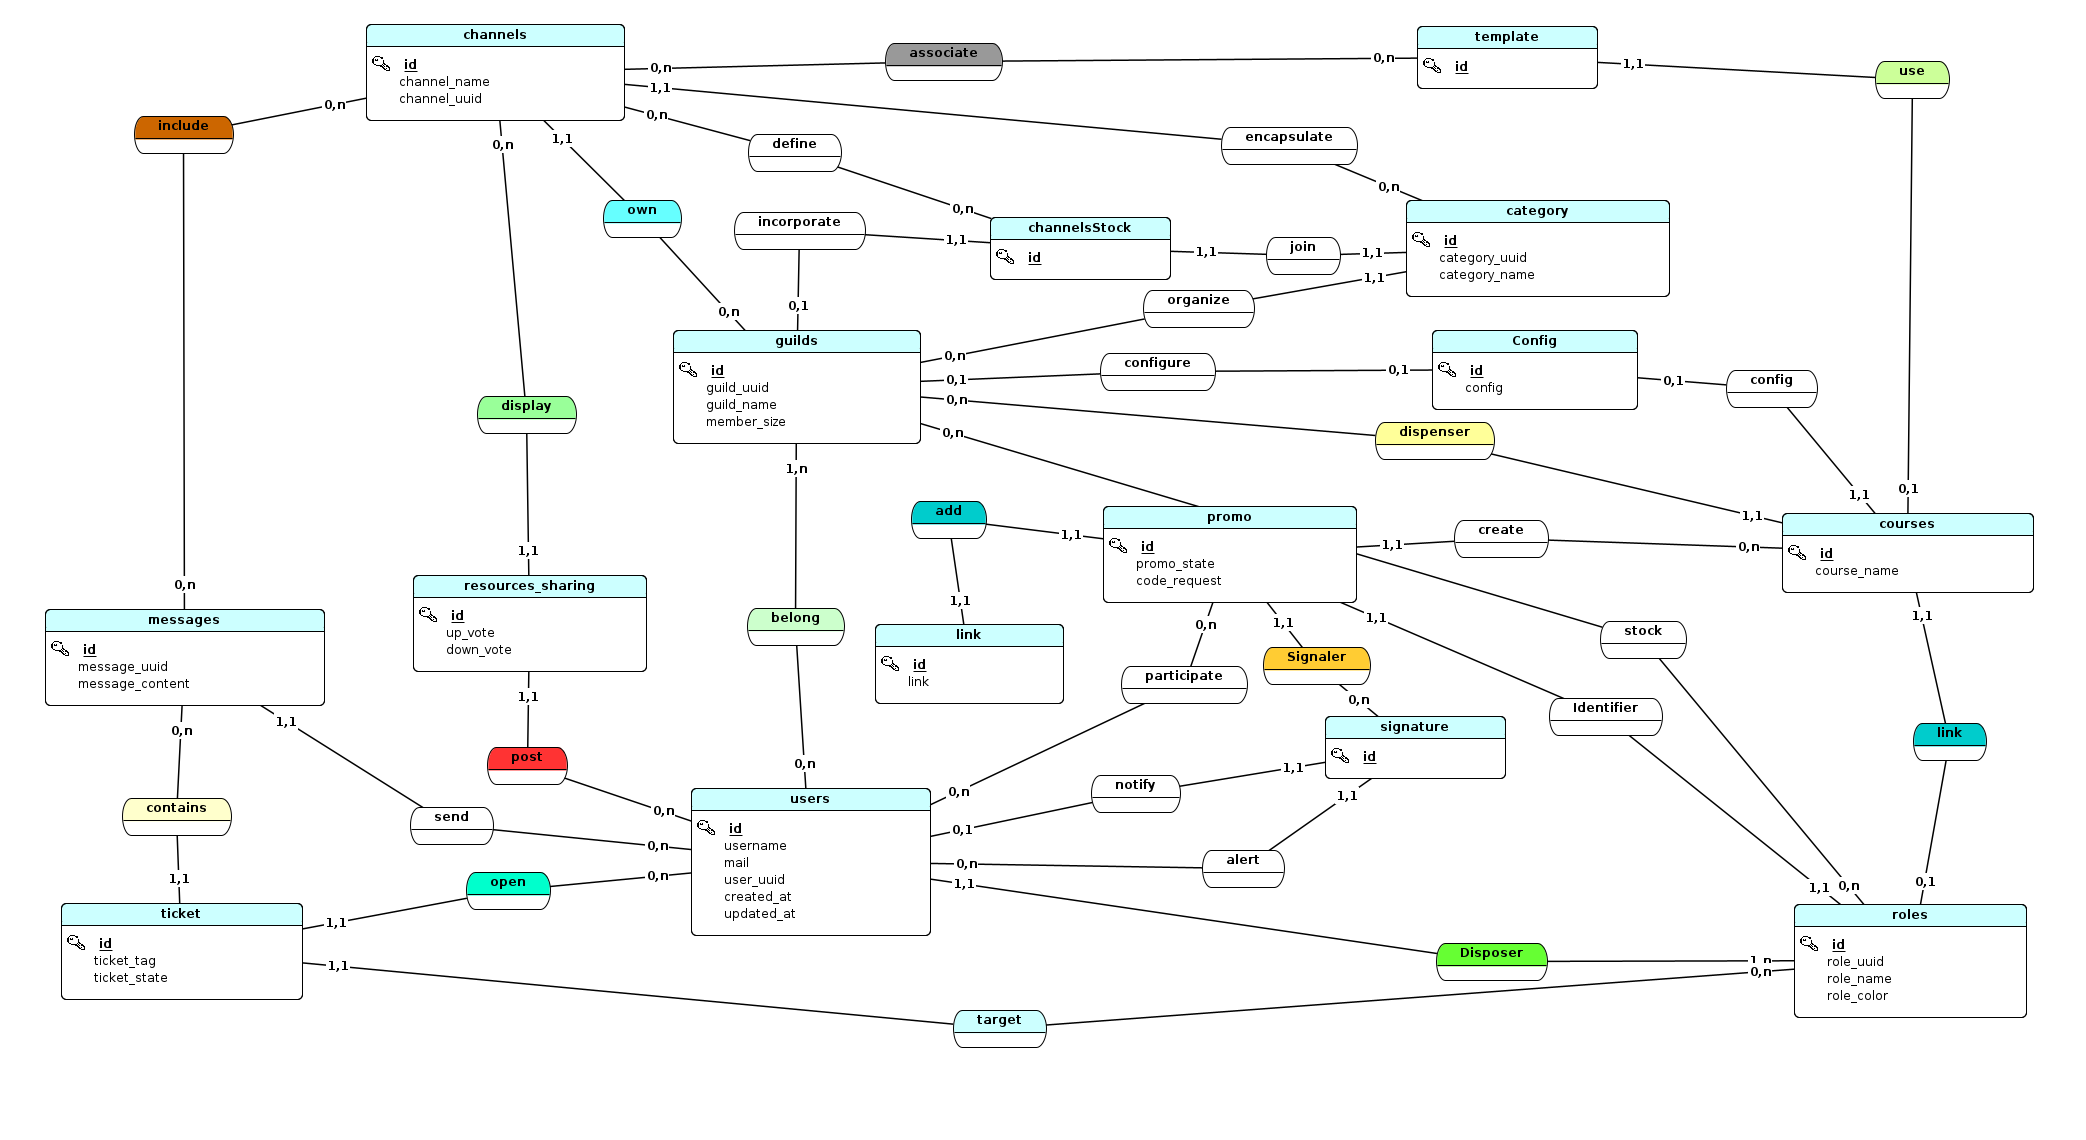 channels
id
channel_name
channel_uuid
0,n
associate
0,n
template
id
1,1
use
0,n
include
1,1
0,n
define
encapsulate
0,n
1,1
0,n
own
incorporate
0,n
channelsStock
id
1,1
1,1
join
1,1
category
id
category_uuid
category_name
0,n
0,1
organize
1,1
guilds
id
guild_uuid
guild_name
member_size
0,n
0,1
configure
0,1
Config
id
config
0,1
config
0,n
dispenser
0,n
display
1,n
1,1
0,1
add
1,1
promo
id
promo_state
code_request
1,1
create
0,n
1,1
courses
id
course_name
1,1
0,n
resources_sharing
id
up_vote
down_vote
1,1
belong
1,1
link
id
link
0,n
1,1
1,1
stock
1,1
messages
id
message_uuid
message_content
participate
Signaler
0,n
Identifier
signature
id
link
0,n
1,1
1,1
post
0,n
contains
send
0,n
0,n
users
id
username
mail
user_uuid
created_at
updated_at
0,n
notify
1,1
0,1
1,1
0,n
alert
1,1
1,1
open
0,n
1,1
0,n
0,1
ticket
id
ticket_tag
ticket_state
1,1
1,1
Disposer
1,n
0,n
roles
id
role_uuid
role_name
role_color
target